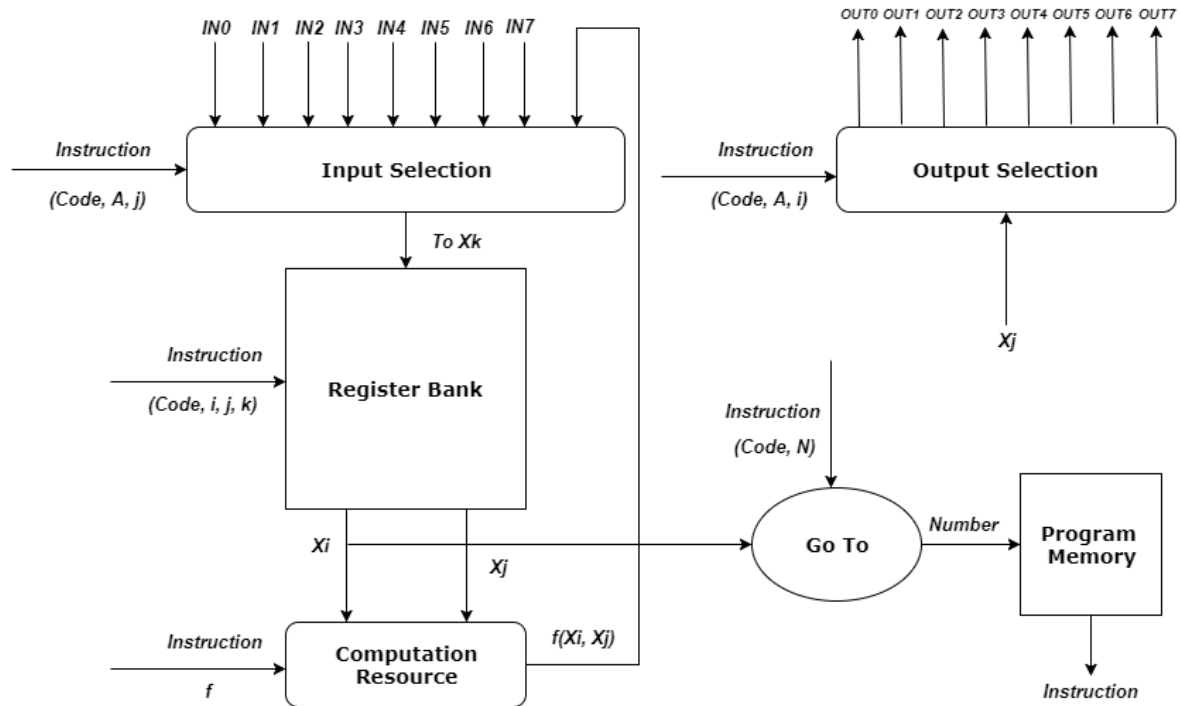 IN0 IN1 IN2 IN3 IN4 IN5 IN6 IN7
OUT0 OUT1 OUT2 OUT3 OUT4 OUT5 OUT6 OUT7
Instruction
(Code, A, j)
Input Selection
Instruction
(Code, A, i)
Output Selection
To Xk
Xj
Instruction
(Code, i, j, k)
Register Bank
Instruction
(Code, N)
Xi
Xj
Go To
Number
Program
Memory
Instruction
f
Computation
Resource
f(Xi, Xj)
Instruction